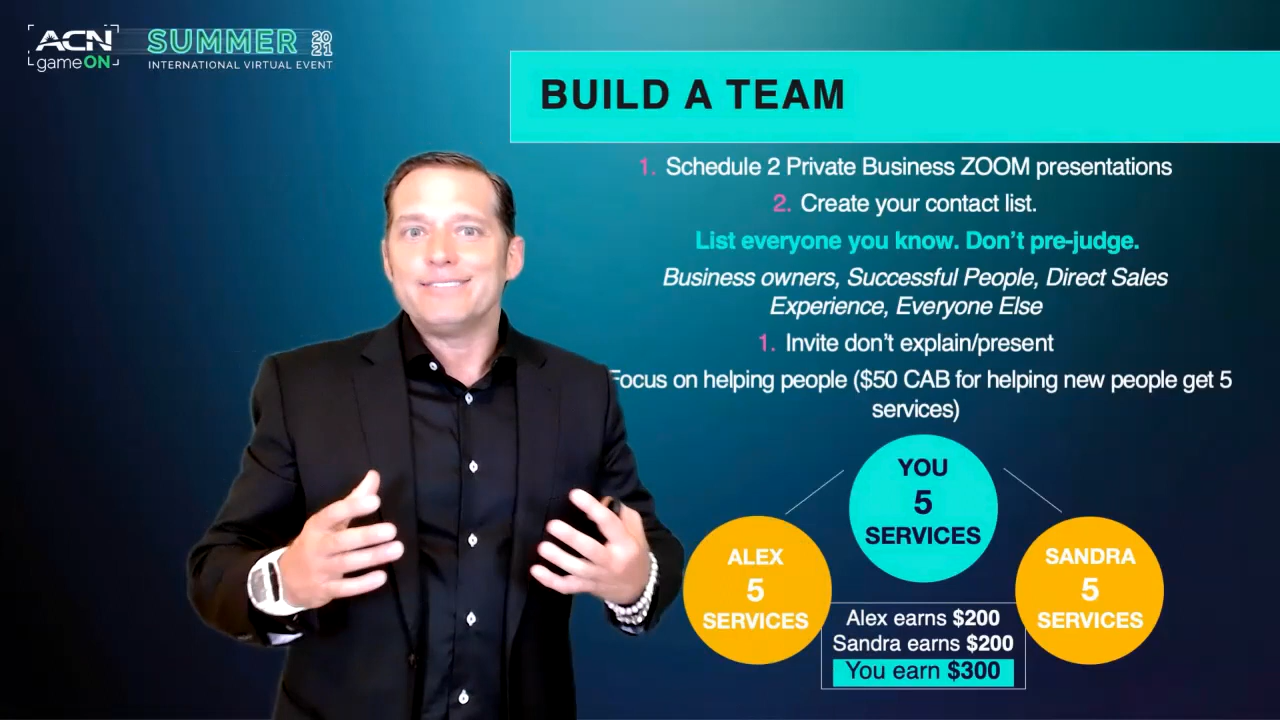 ACN
gameON
SUMMER 2021
INTERNATIONAL VIRTUAL EVENT
BUILD A TEAM
1. Schedule 2 Private Business ZOOM presentations
2. Create your contact list.
List everyone you know. Don't pre-judge.
Business owners, Successful People, Direct Sales
Experience, Everyone Else
1. Invite don't explain/present
Focus on helping people ($50 CAB for helping new people get 5
services)
YOU
5
SERVICES
ALEX
5
SERVICES
SANDRA
5
SERVICES
Alex earns $200
Sandra earns $200
You earn $300